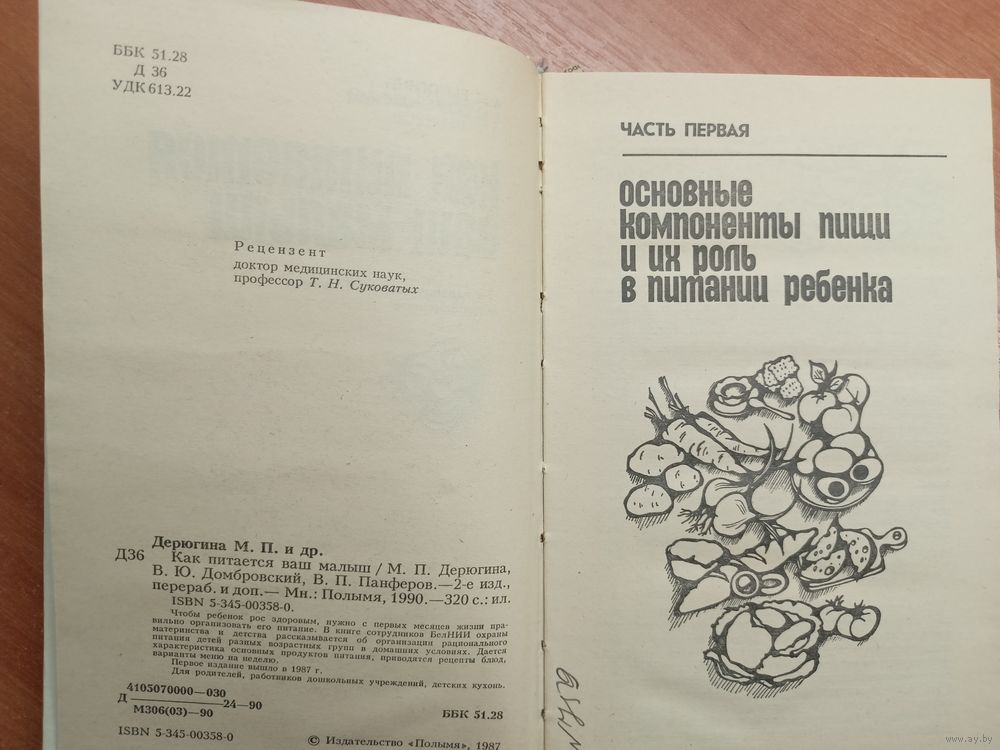 ББК 51.28
Д 36
УДК 613.22
Рецензент
доктор медицинских наук,
профессор Т. Н. Суковатых
Дерюгина М. П. и др.
Д36 Как питается ваш малыш / М. П. Дерюгина,
В. Ю. Домбровский, В. П. Панферов.—2-е изд.,
перераб. и доп.— Мн.: Полымя, 1990.—320 с.: ил.
ISBN 5-345-00358-0.
Чтобы ребенок рос здоровым, нужно с первых месяцев жизни пра-
вильно организовать его питание. В книге сотрудников БелНИИ охраны
материнства и детства рассказывается об организации рационального
питания детей разных возрастных групп в домашних условиях. Дается
характеристика основных продуктов питания, приводятся рецепты блюд,
варианты меню на неделю.
Первое издание вышло в 1987 г.
Для родителей, работников дошкольных учреждений, детских кухонь.
4105070000—030
Д 24—90
М306(03)—90
ББК 51.28
ISBN 5-345-00358-0
© Издательство «Полымя», 1987
ЧАСТЬ ПЕРВАЯ
ОСНОВНЫЕ
КОМПОНЕНТЫ ПИЩИ
И ИХ РОЛЬ
В ПИТАНИИ РЕБЕНКА
www.ay.by